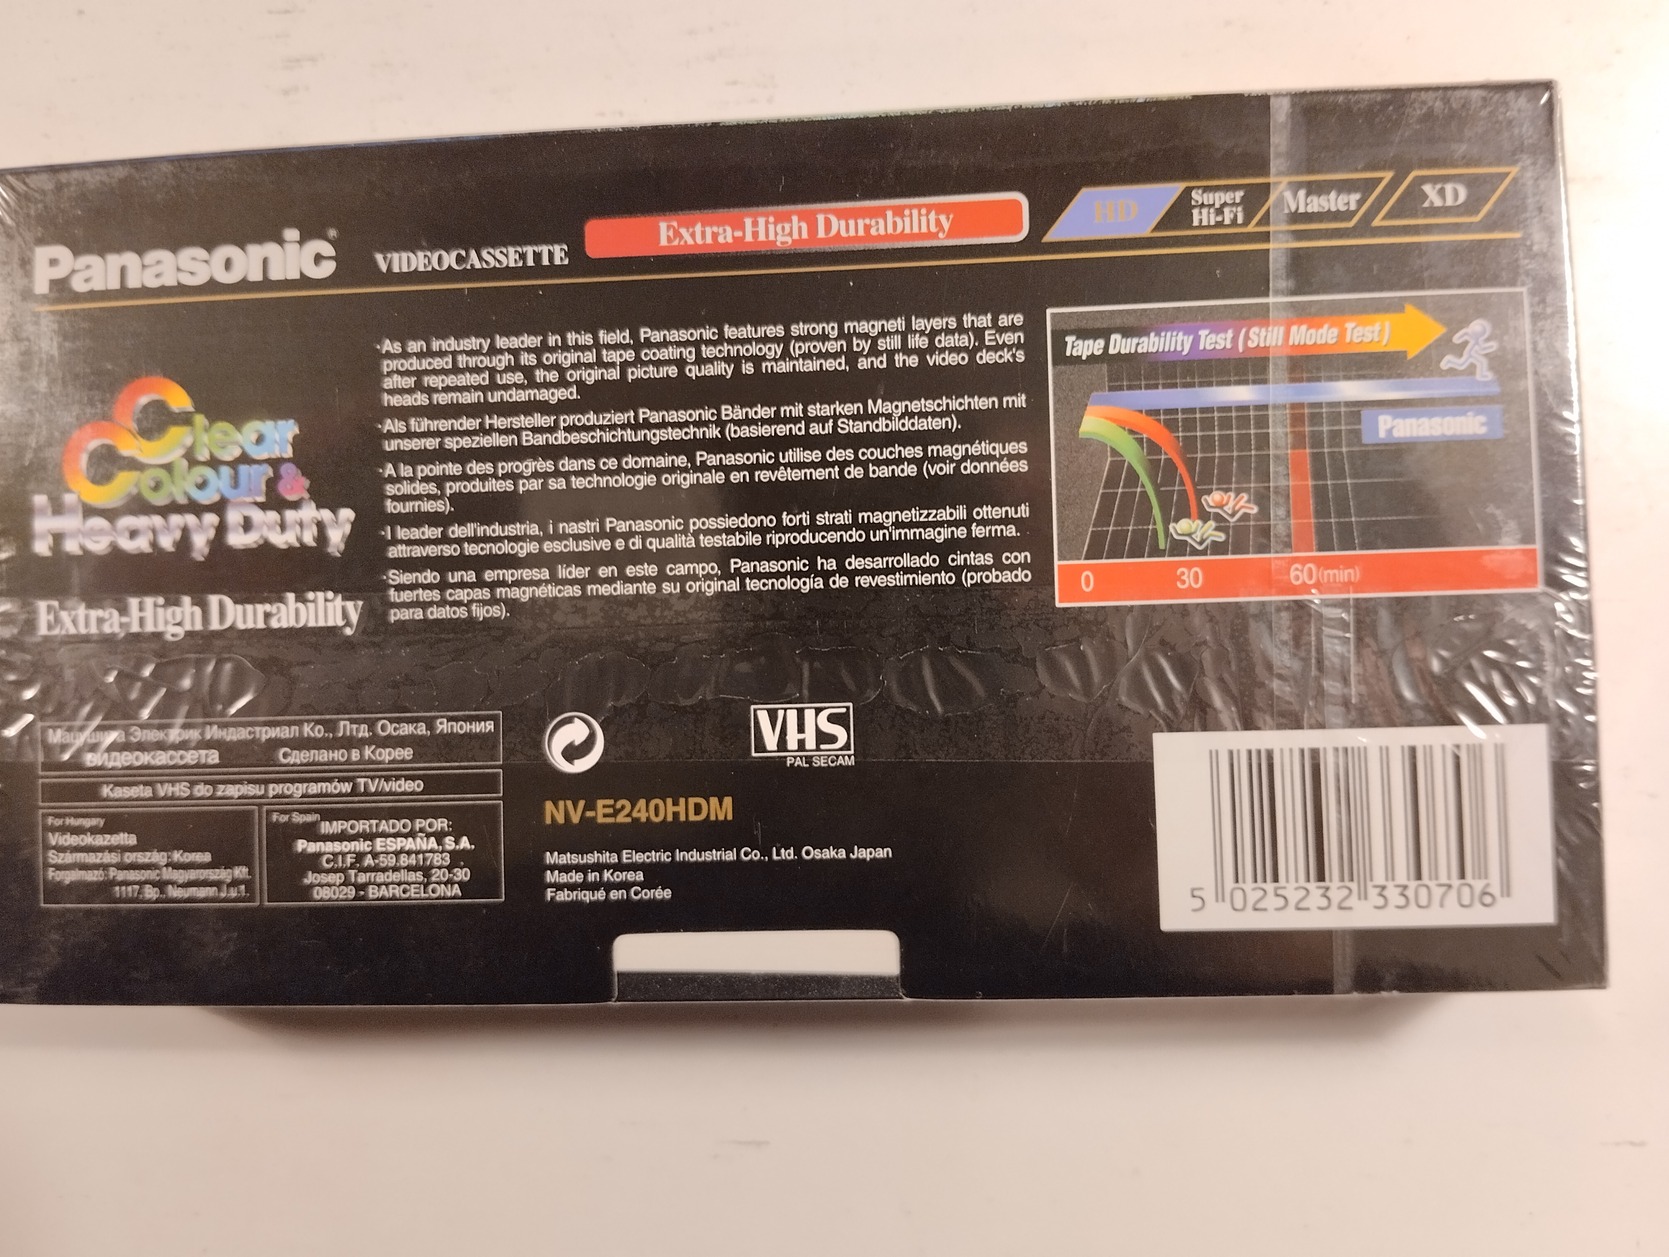 Panasonic
VIDEOCASSETTE
Extra-High Durability
HD
Super
Hi-Fi
Master
XD
Clear
Colour &
Heavy Duty
Extra-High Durability
·As an industry leader in this field, Panasonic features strong magneti layers that are
produced through its original tape coating technology (proven by still life data). Even
after repeated use, the original picture quality is maintained, and the video deck's
heads remain undamaged.
·Als führender Hersteller produziert Panasonic Bänder mit starken Magnetschichten mit
unserer speziellen Bandbeschichtungstechnik (basierend auf Standbilddaten).
·A la pointe des progrès dans ce domaine, Panasonic utilise des couches magnétiques
solides, produites par sa technologie originale en revêtement de bande (voir données
fournies).
·I leader dell'industria, i nastri Panasonic possiedono forti strati magnetizzabili ottenuti
attraverso tecnologie esclusive e di qualità testabile riproducendo un'immagine ferma.
·Siendo una empresa líder en este campo, Panasonic ha desarrollado cintas con
fuertes capas magnéticas mediante su original tecnología de revestimiento (probado
para datos fijos).
Tape Durability Test (Still Mode Test)
Panasonic
0 30 60(min)
Мацушита Электрик Индастриал Ко., Лтд. Осака, Япония
видеокассета Сделано в Корее
Kaseta VHS do zapisu programów TV/video
For Hungary
Videokazetta
Származási ország: Korea
Forgalmazó: Panasonic Magyarország Kft.
1117. Bp., Neumann J.u.1.
For Spain
IMPORTADO POR:
Panasonic ESPAÑA, S.A.
C.I.F. A-59.841783
Josep Tarradellas, 20-30
08029 - BARCELONA
VHS
PAL SECAM
NV-E240HDM
Matsushita Electric Industrial Co., Ltd. Osaka Japan
Made in Korea
Fabriqué en Corée
5 025232 330706